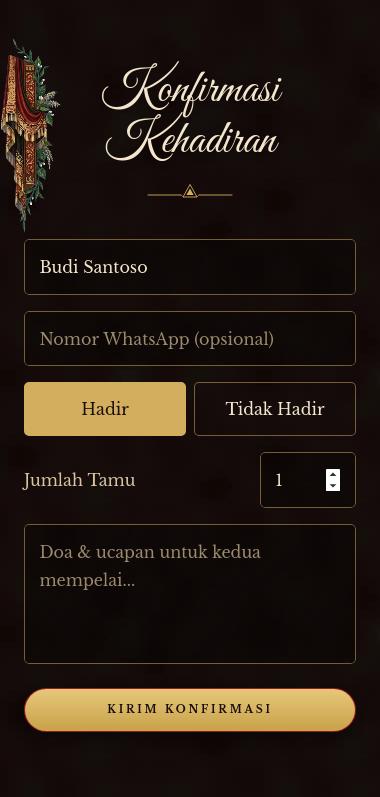 Konfirmasi
Kehadiran
Budi Santoso
Nomor WhatsApp (opsional)
Hadir
Tidak Hadir
Jumlah Tamu
1
Doa & ucapan untuk kedua
mempelai...
KIRIM KONFIRMASI